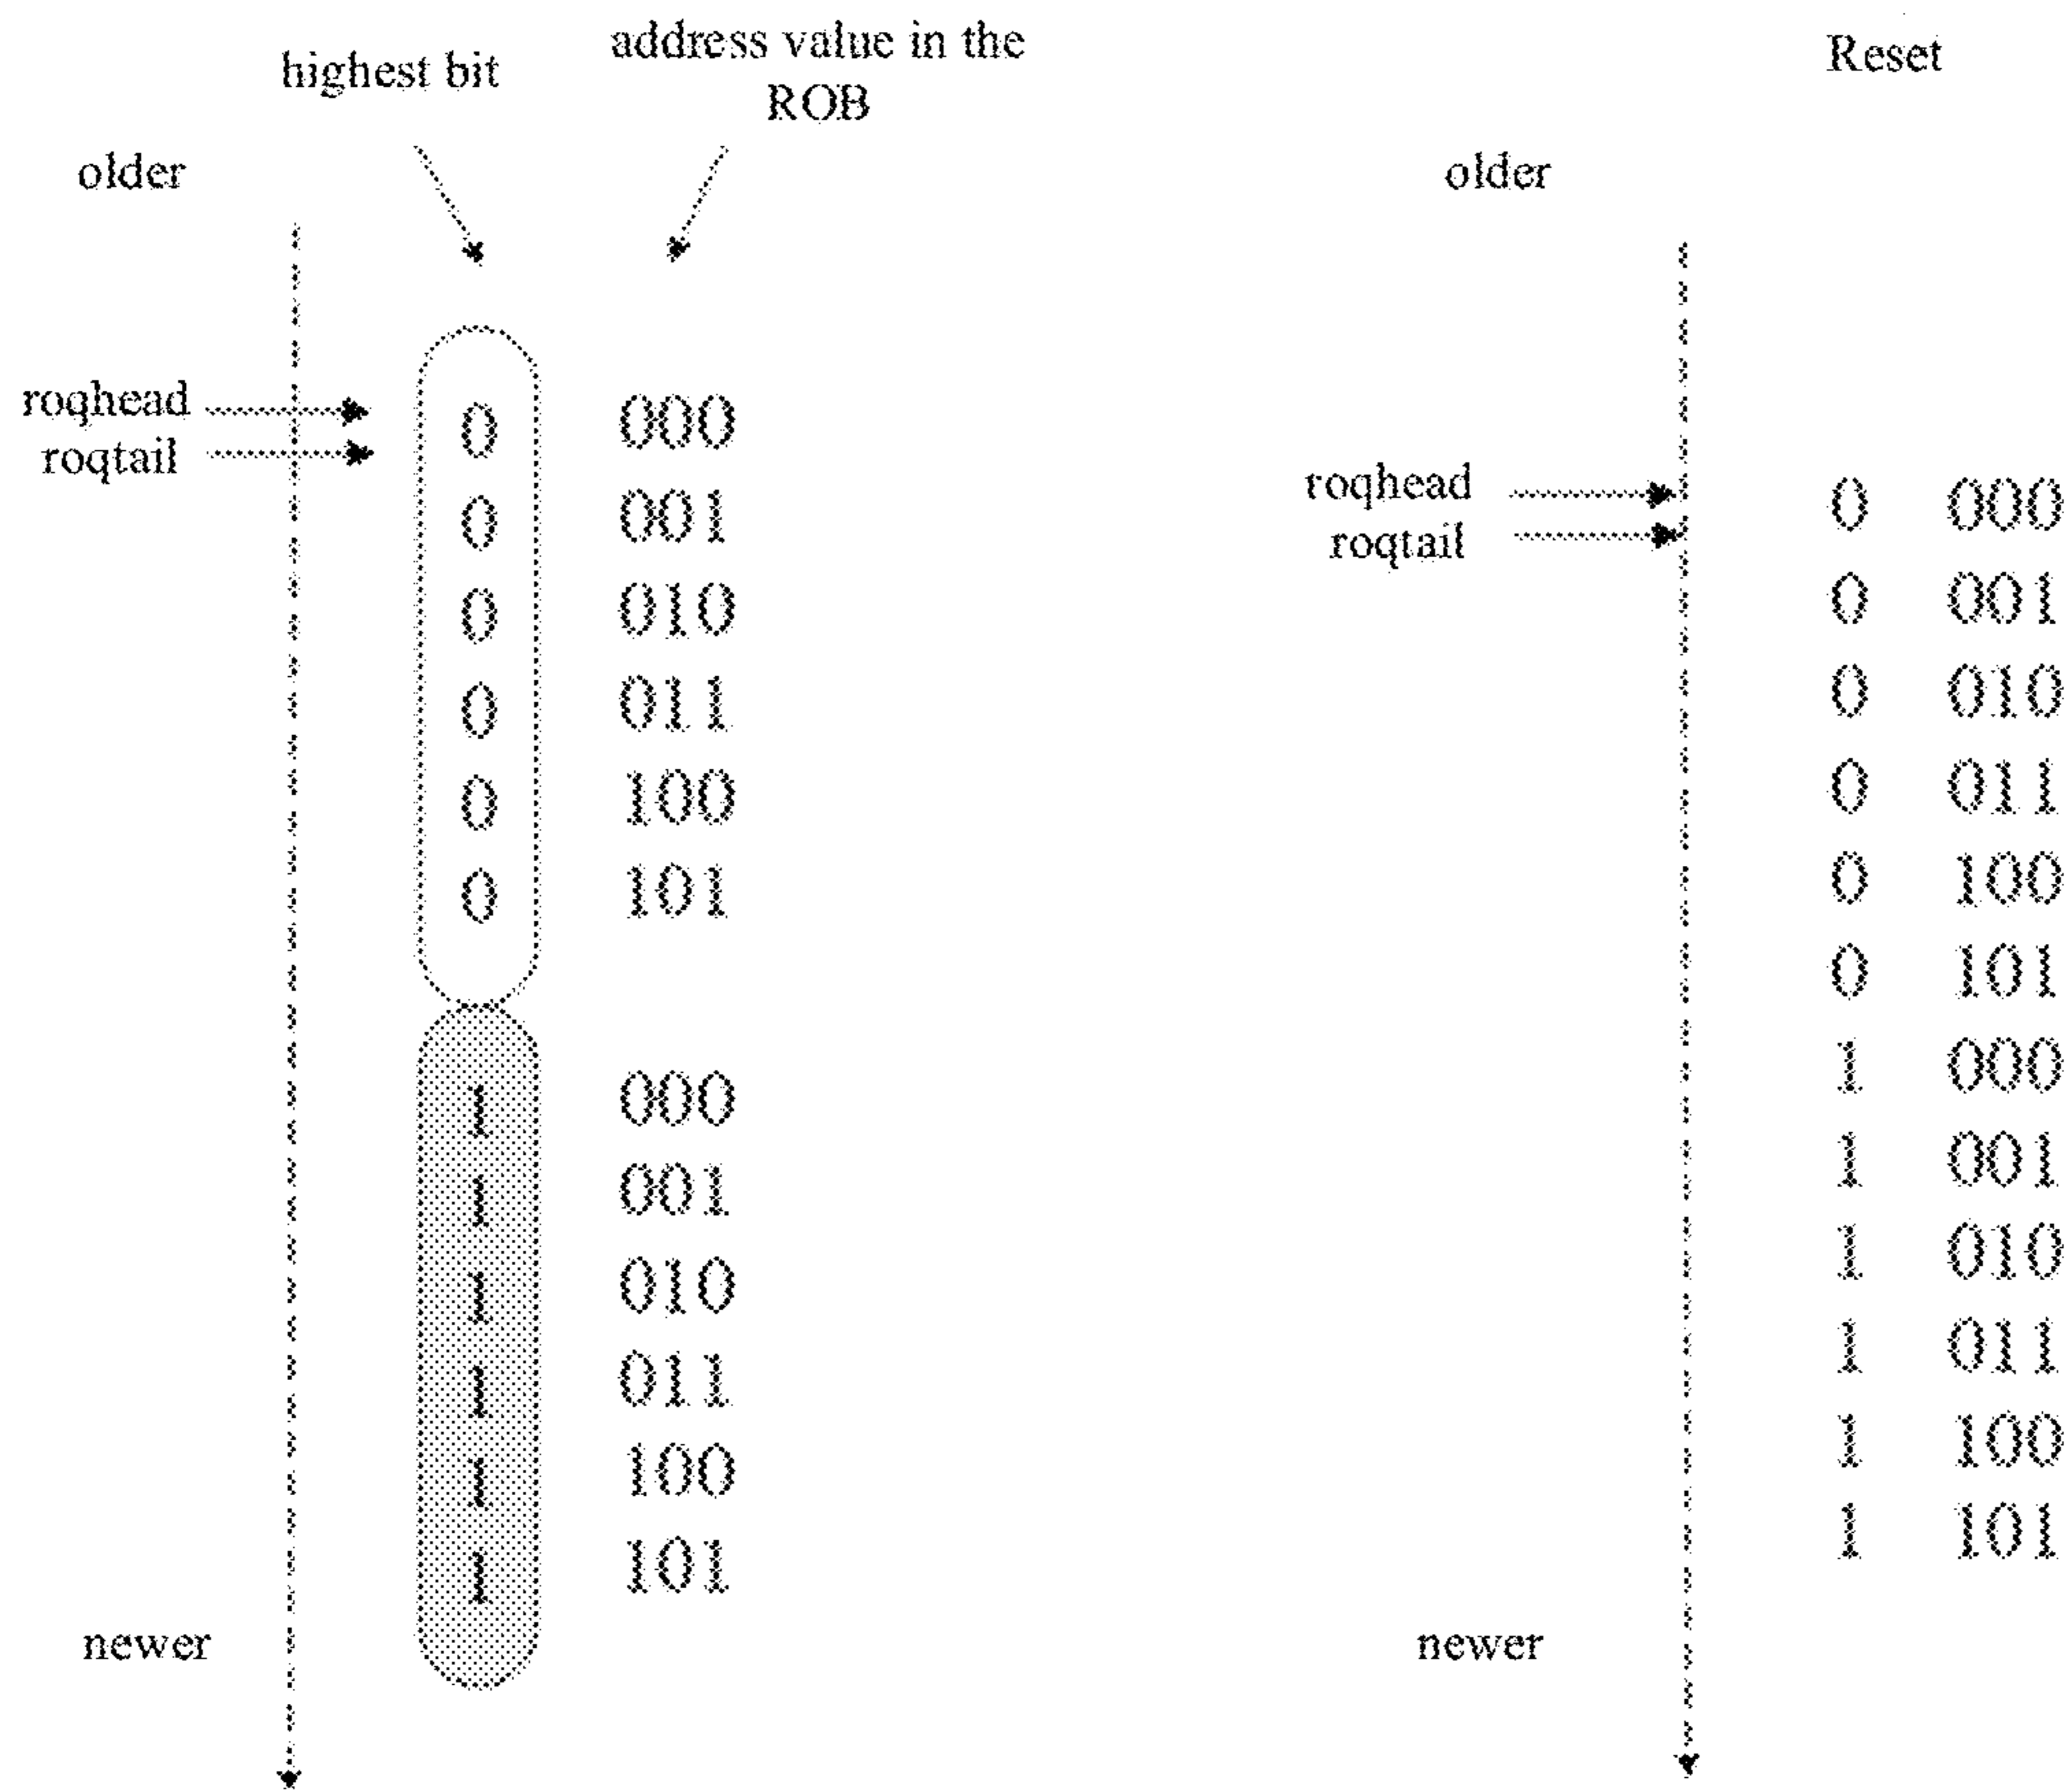 highest bit
address value in the
ROB
older
roqhead
roqtail
0 000
0 001
0 010
0 011
0 100
0 101
1 000
1 001
1 010
1 011
1 100
1 101
newer
Reset
older
roqhead
roqtail
0 000
0 001
0 010
0 011
0 100
0 101
1 000
1 001
1 010
1 011
1 100
1 101
newer